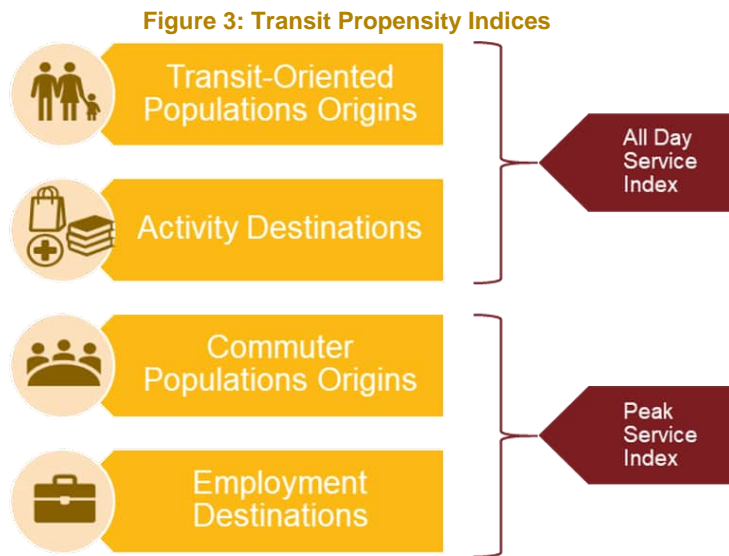 Figure 3: Transit Propensity Indices
Transit-Oriented
Populations Origins
All Day
Service
Index
Activity Destinations
Commuter
Populations Origins
Peak
Service
Index
Employment
Destinations